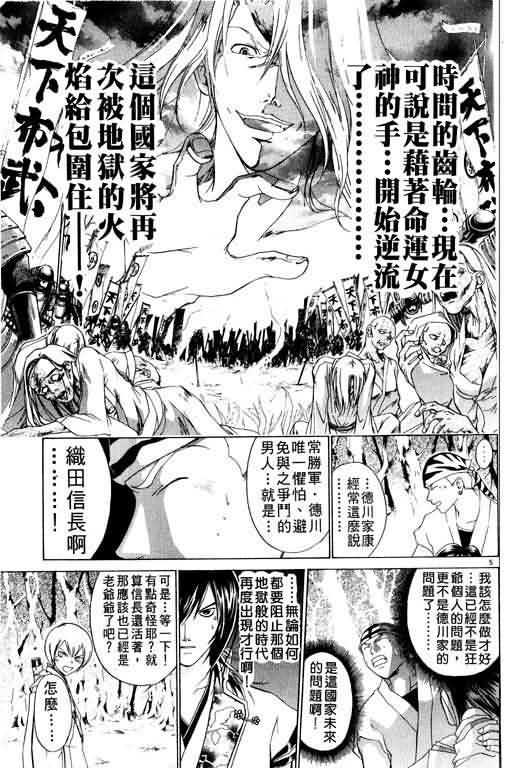 時間的齒輪…現在
可說是藉著命運女
神的手…開始逆流
了………………
這個國家將再
次被地獄的火
焰給包圍住──！
天下布武
天下布
天下布
天下布
……
…德川家康
經常這麼說
常勝軍．德川
唯一懼怕、避
免與之爭鬥的
男人…就是…
織田信長啊
……！
5
我該怎麼做才好
…這已經不是狂
爺個人的問題，
更不是德川家的
問題了…
是這個國家未來
的問題啊！
……無論如何
都要阻止那個
地獄般的時代
再度出現才行啊！
可是…等一下！
有點奇怪耶？就
算信長還活著，
那應該也已經是
老爺爺了吧？
怎麼…